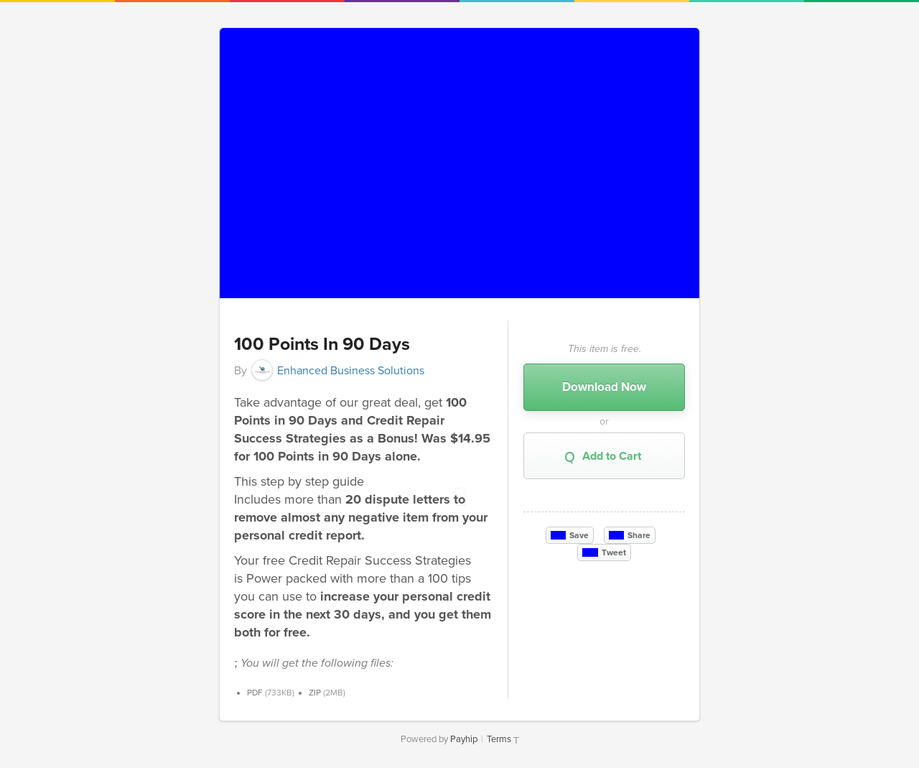 100 Points In 90 Days
By Enhanced Business Solutions
Take advantage of our great deal, get 100
Points in 90 Days and Credit Repair
Success Strategies as a Bonus! Was $14.95
for 100 Points in 90 Days alone.
This step by step guide
Includes more than 20 dispute letters to
remove almost any negative item from your
personal credit report.
Your free Credit Repair Success Strategies
is Power packed with more than a 100 tips
you can use to increase your personal credit
score in the next 30 days, and you get them
both for free.
; You will get the following files:
• PDF (733KB) • ZIP (2MB)
This item is free.
Download Now
or
Q Add to Cart
Save Share
Tweet
Powered by Payhip | Terms T